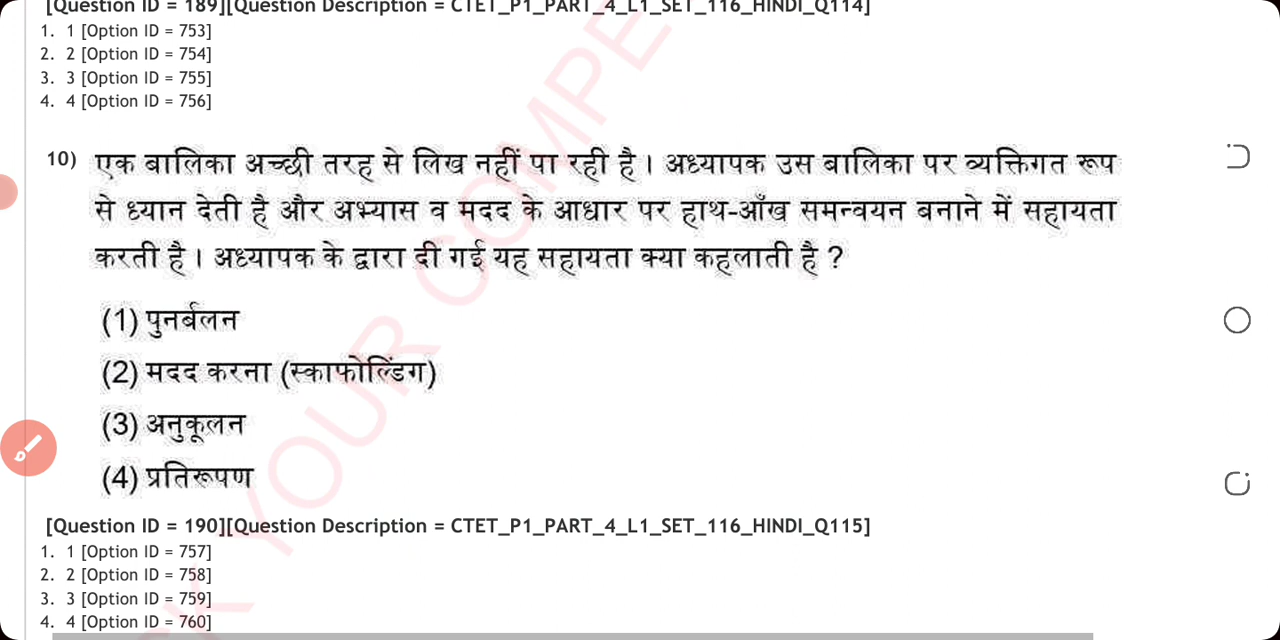 [Question ID = 189][Question Description = CTET_P1_PART_4_L1_SET_116_HINDI_Q114]
1. 1 [Option ID = 753]
2. 2 [Option ID = 754]
3. 3 [Option ID = 755]
4. 4 [Option ID = 756]
10) एक बालिका अच्छी तरह से लिख नहीं पा रही है। अध्यापक उस बालिका पर व्यक्तिगत रूप
से ध्यान देती है और अभ्यास व मदद के आधार पर हाथ-आँख समन्वयन बनाने में सहायता
करती है। अध्यापक के द्वारा दी गई यह सहायता क्या कहलाती है ?
(1) पुनर्बलन
(2) मदद करना (स्काफोल्डिंग)
(3) अनुकूलन
(4) प्रतिरूपण
[Question ID = 190][Question Description = CTET_P1_PART_4_L1_SET_116_HINDI_Q115]
1. 1 [Option ID = 757]
2. 2 [Option ID = 758]
3. 3 [Option ID = 759]
4. 4 [Option ID = 760]
YOUR COMPE